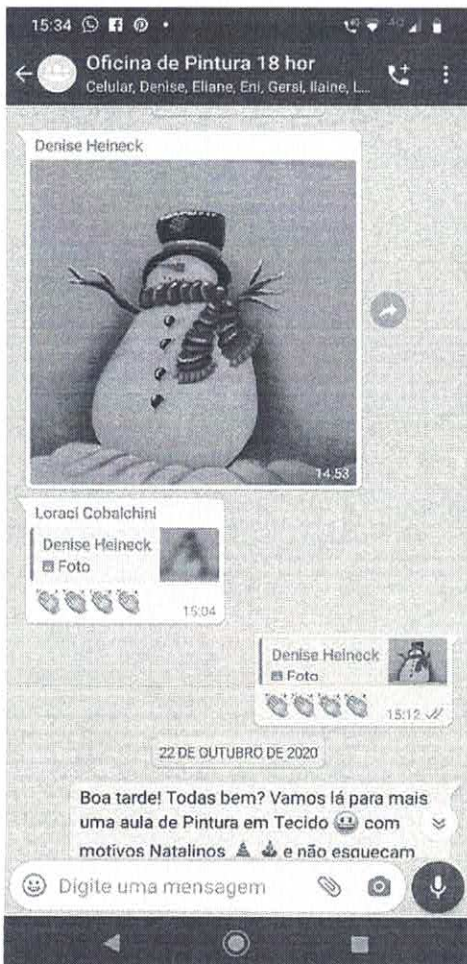 15:34
Oficina de Pintura 18 hor
Celular, Denise, Eliane, Eni, Gersi, Ilaine, L...
Denise Heineck
14:53
Loraci Cobalchini
Denise Heineck
Foto
👏👏👏👏
15:04
Denise Heineck
Foto
👏👏👏👏
15:12
22 DE OUTUBRO DE 2020
Boa tarde! Todas bem? Vamos lá para mais
uma aula de Pintura em Tecido 😃 com
motivos Natalinos 🎄 e não esqueçam
Digite uma mensagem